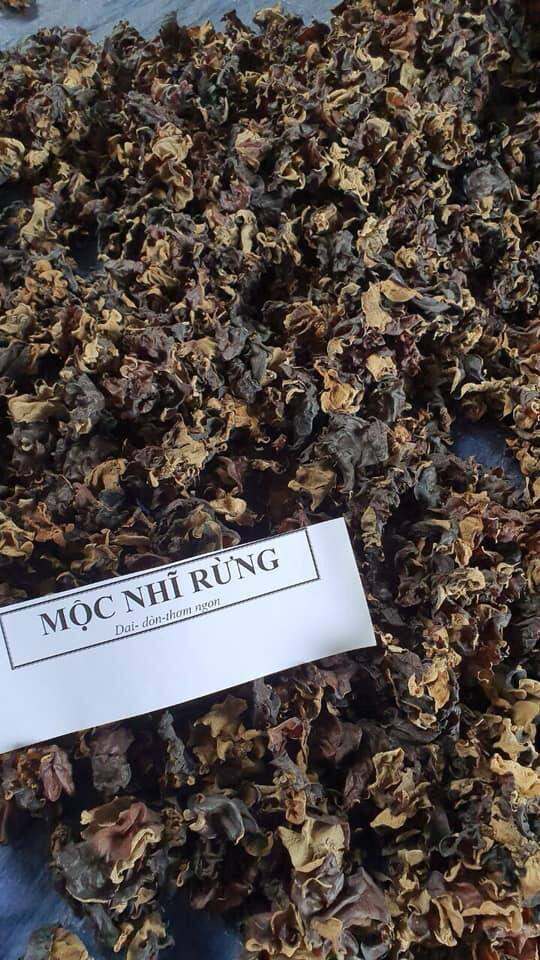 MỘC NHĨ RỪNG
Dai- dòn-thơm ngon